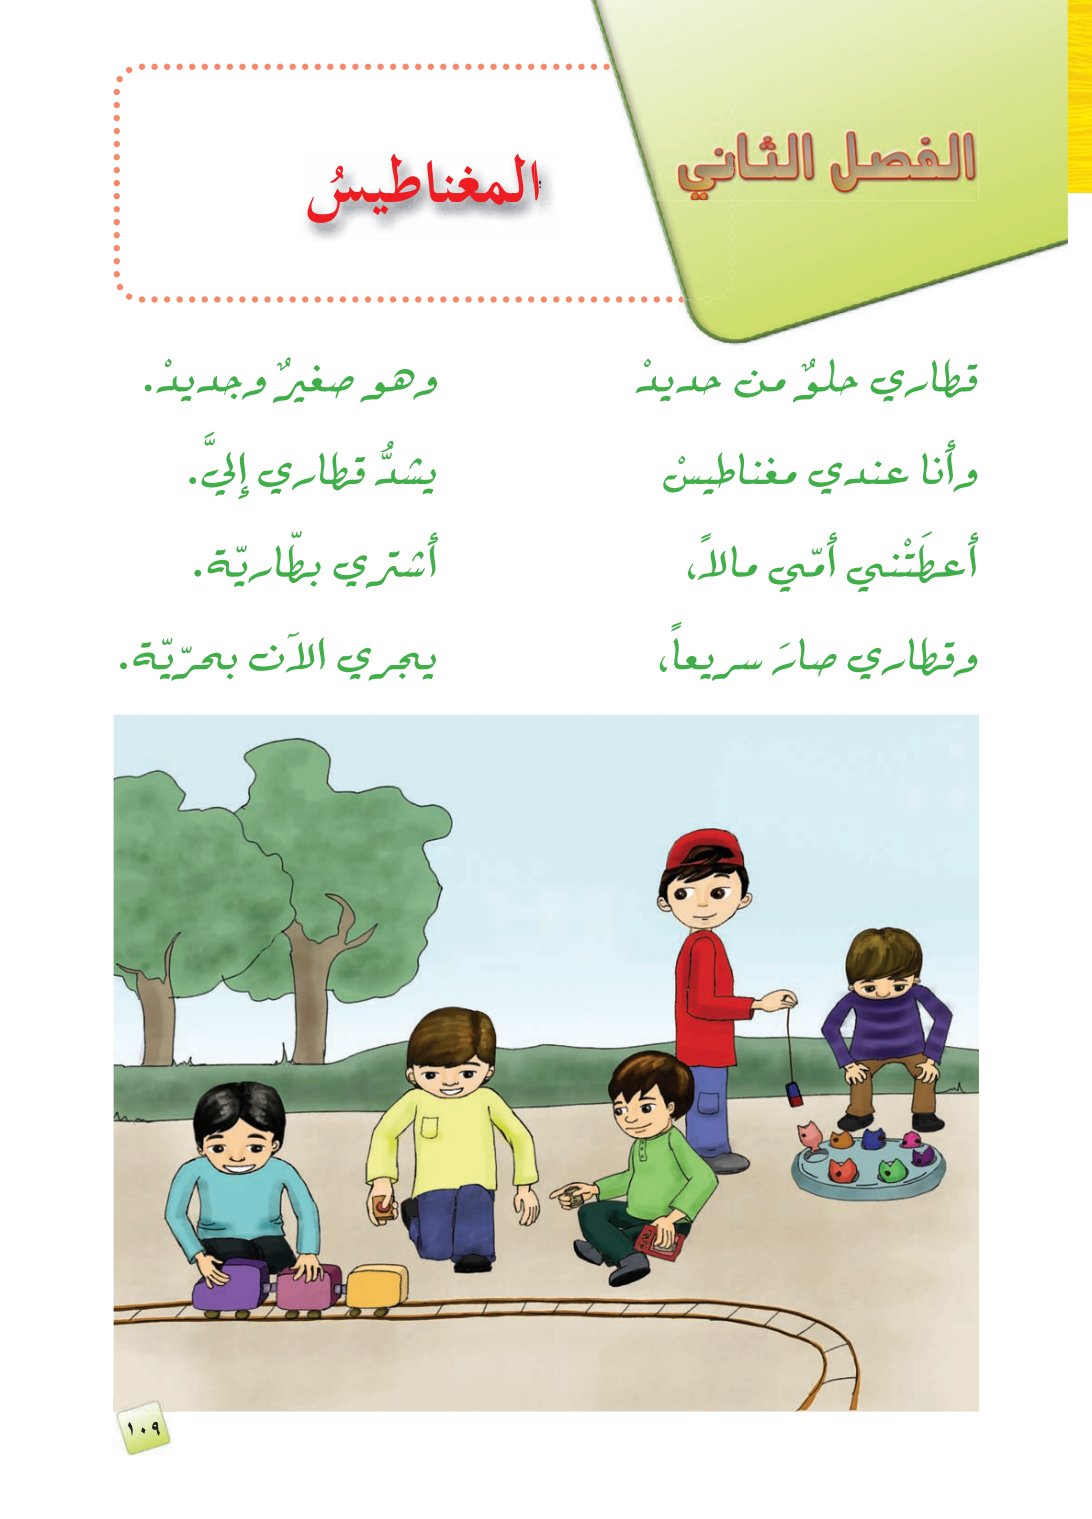 الفصل الثاني
المغناطيسُ
قطاري حلوٌ من حديدْ وهو صغيرٌ وجديدْ.
وأنا عندي مغناطيسْ يشدُّ قطاري إِليَّ.
أعطَتْني أمّي مالاً، أشتري بطّاريّة.
وقطاري صارَ سريعاً، يجري الآن بحرّيّة.
١٠٩